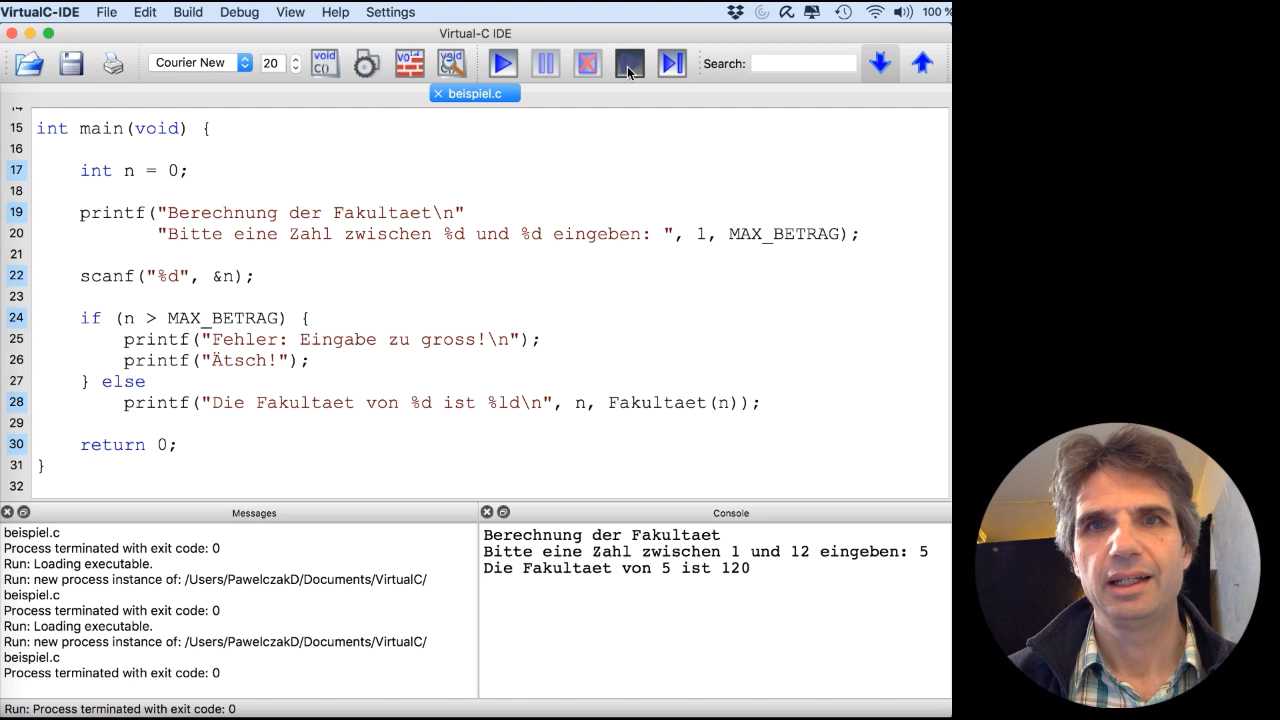 VirtualC-IDE File Edit Build Debug View Help Settings 100 %
Virtual-C IDE
Courier New 20 void C() void void Search:
beispiel.c
14
15 int main(void) {
16
17 int n = 0;
18
19 printf("Berechnung der Fakultaet\n"
20 "Bitte eine Zahl zwischen %d und %d eingeben: ", 1, MAX_BETRAG);
21
22 scanf("%d", &n);
23
24 if (n > MAX_BETRAG) {
25 printf("Fehler: Eingabe zu gross!\n");
26 printf("Ätsch!");
27 } else
28 printf("Die Fakultaet von %d ist %ld\n", n, Fakultaet(n));
29
30 return 0;
31 }
32
Messages
beispiel.c
Process terminated with exit code: 0
Run: Loading executable.
Run: new process instance of: /Users/PawelczakD/Documents/VirtualC/
beispiel.c
Process terminated with exit code: 0
Run: Loading executable.
Run: new process instance of: /Users/PawelczakD/Documents/VirtualC/
beispiel.c
Process terminated with exit code: 0
Console
Berechnung der Fakultaet
Bitte eine Zahl zwischen 1 und 12 eingeben: 5
Die Fakultaet von 5 ist 120
Run: Process terminated with exit code: 0